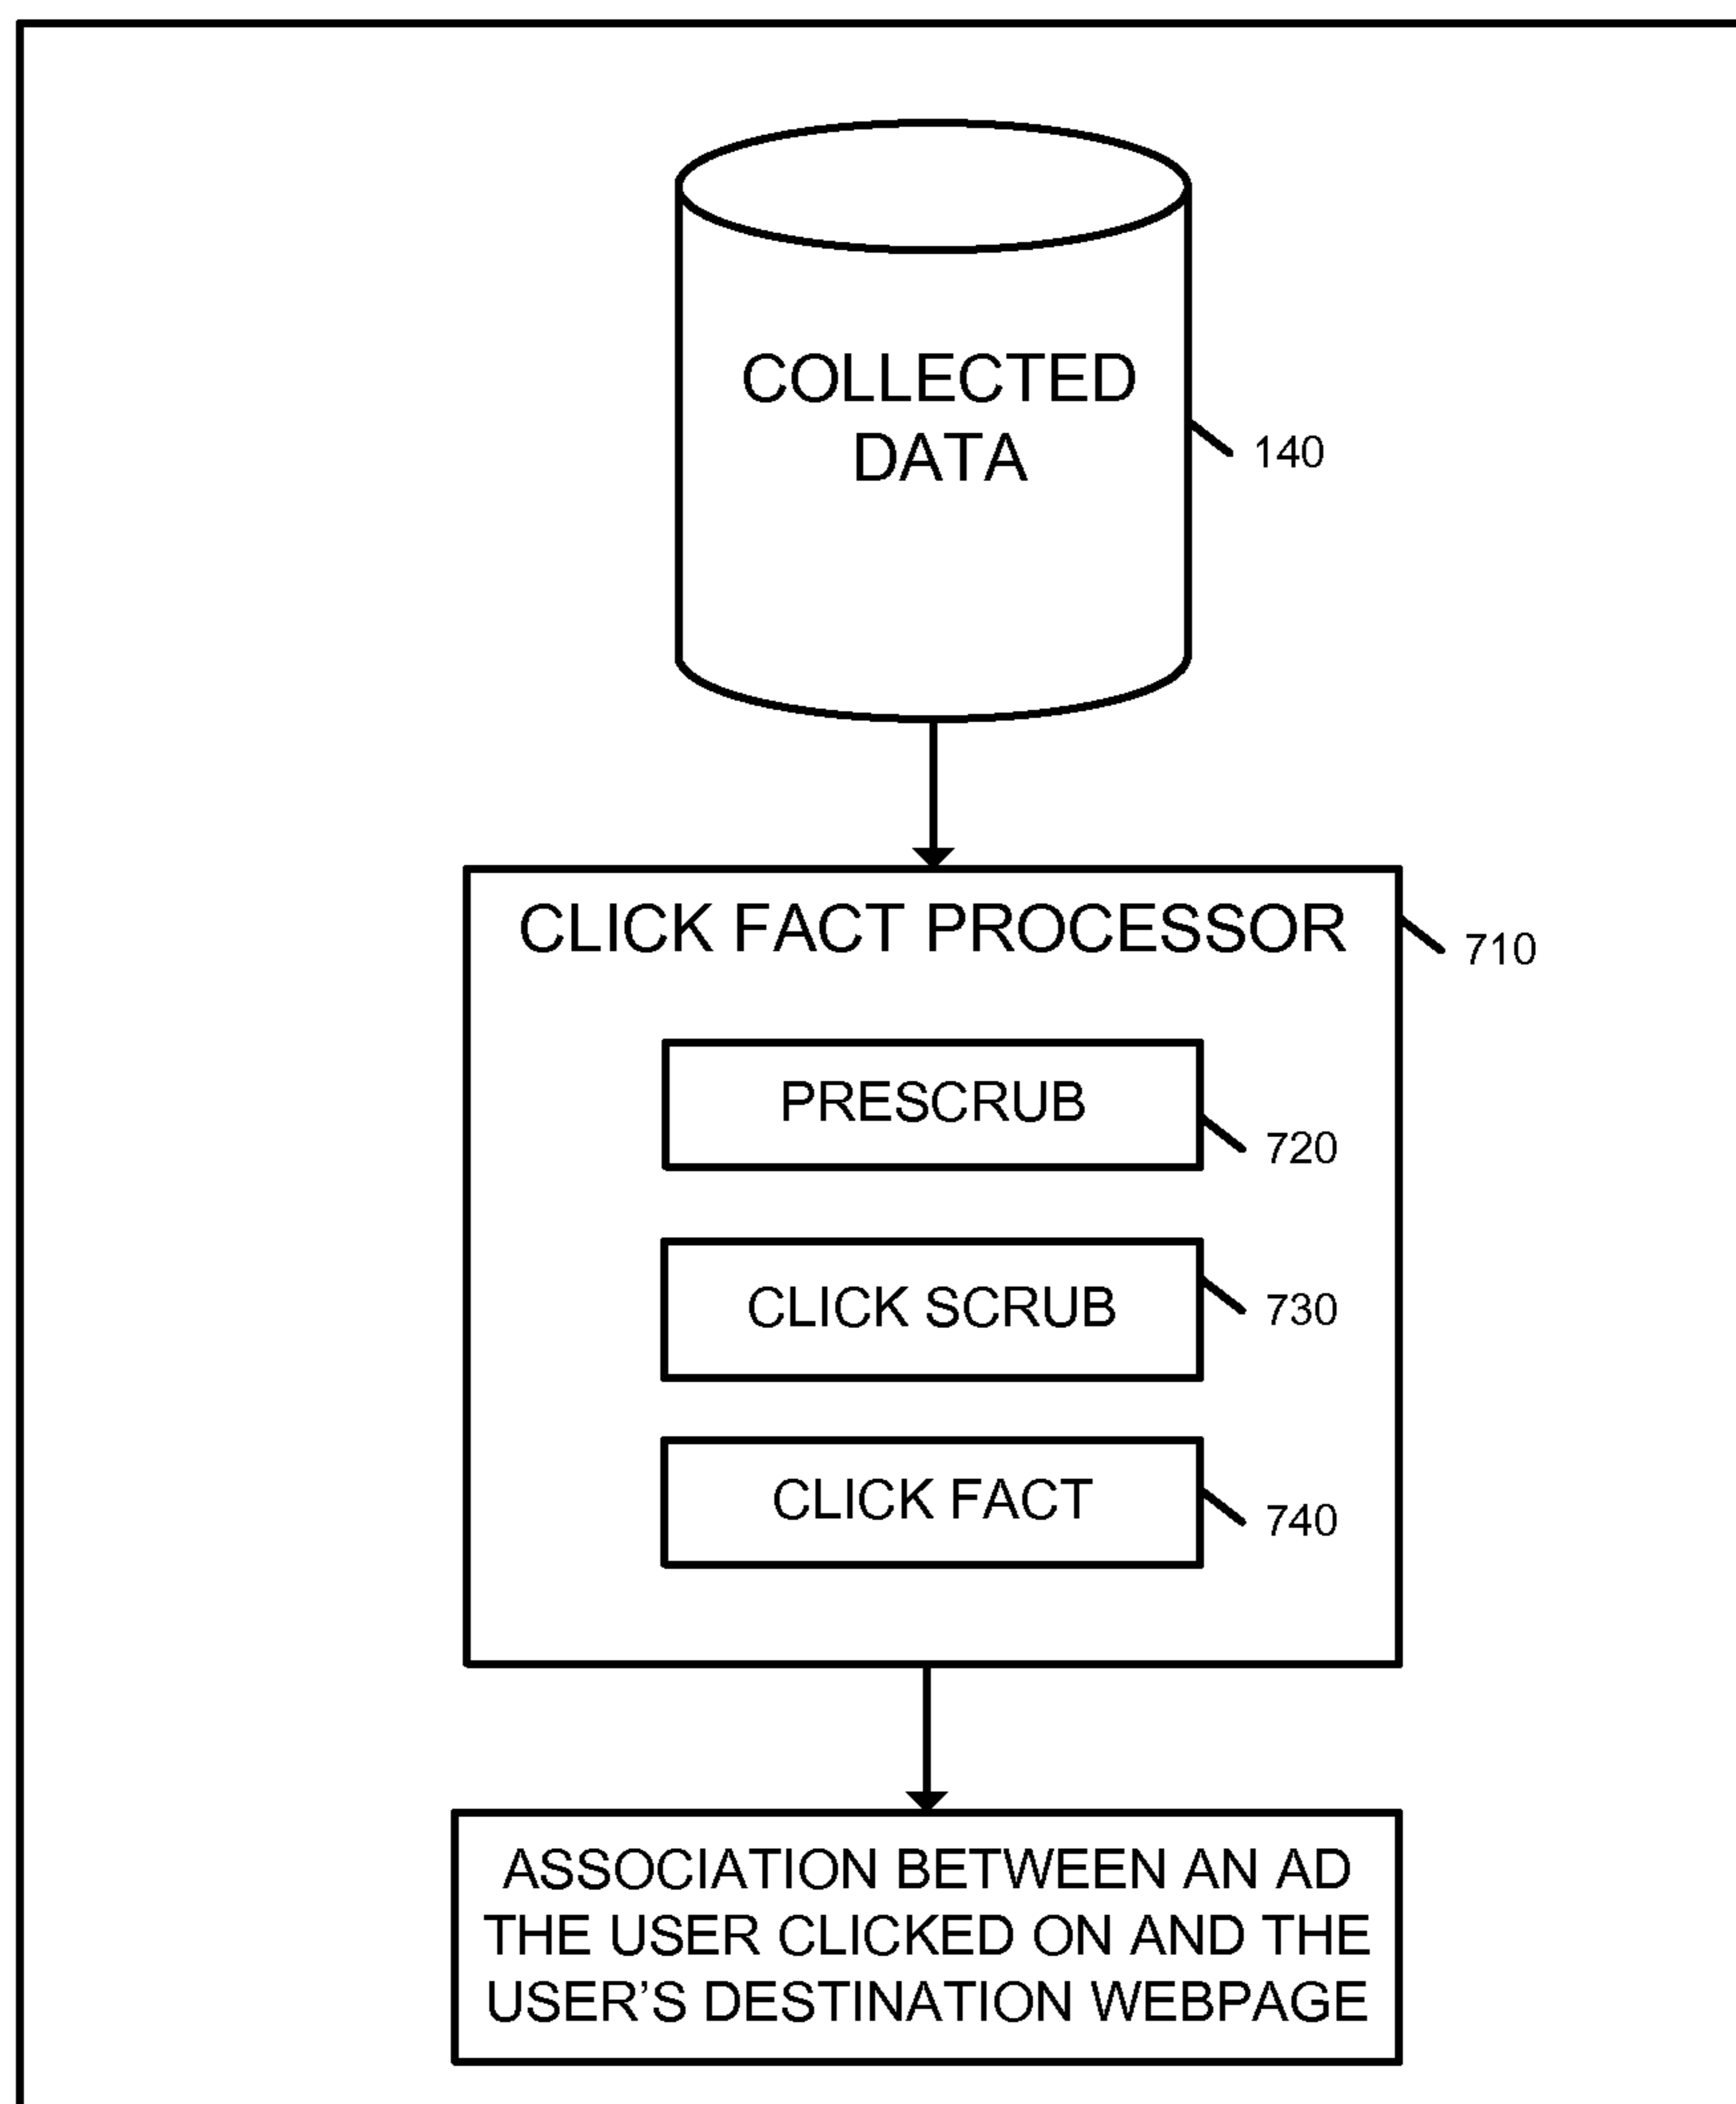 COLLECTED
DATA
140
CLICK FACT PROCESSOR
710
PRESCRUB
720
CLICK SCRUB
730
CLICK FACT
740
ASSOCIATION BETWEEN AN AD
THE USER CLICKED ON AND THE
USER'S DESTINATION WEBPAGE